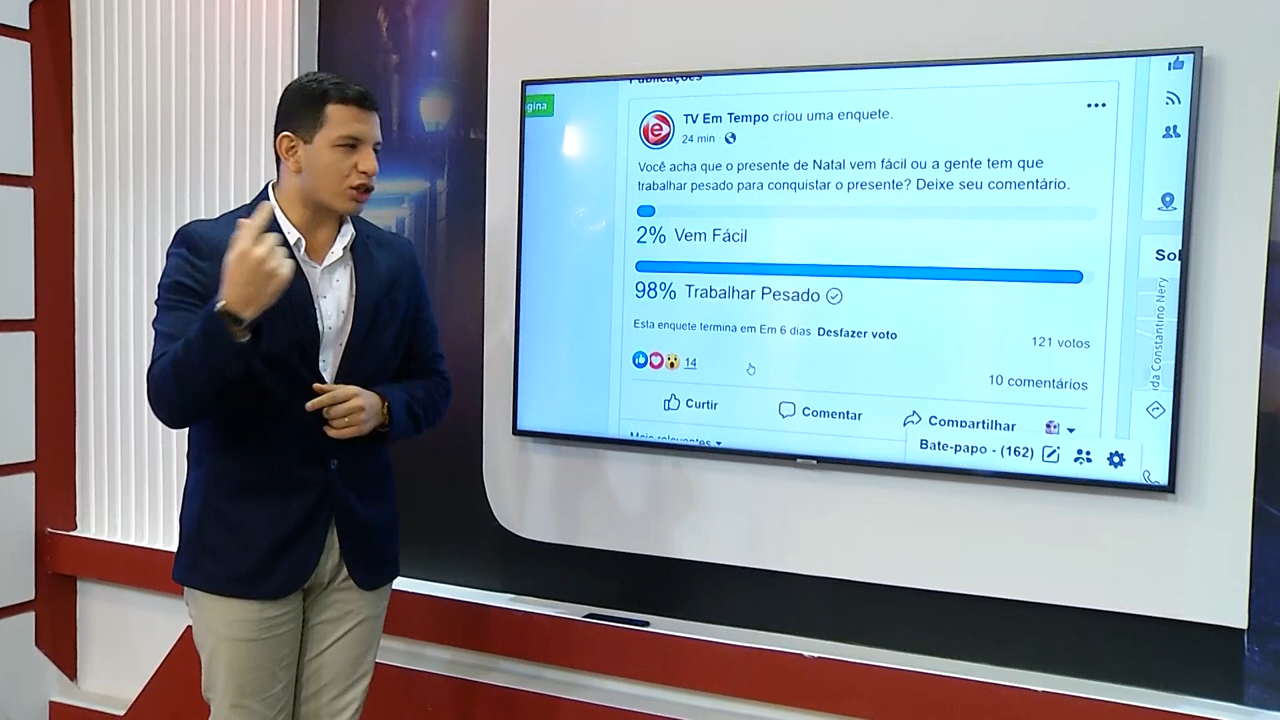 Publicações
gina
TV Em Tempo criou uma enquete.
24 min
Você acha que o presente de Natal vem fácil ou a gente tem que
trabalhar pesado para conquistar o presente? Deixe seu comentário.
2% Vem Fácil
98% Trabalhar Pesado
Esta enquete termina em Em 6 dias Desfazer voto
121 votos
14
10 comentários
Curtir
Comentar
Compartilhar
Mais relevantes
Bate-papo - (162)
Sob
ida Constantino Nery